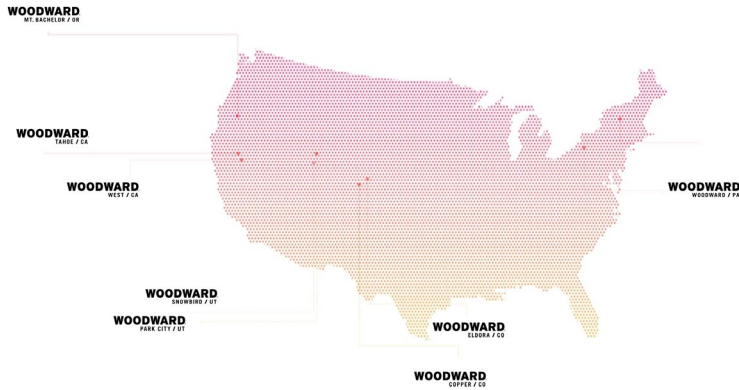 WOODWARD
MT. BACHELOR / OR
WOODWARD
TAHOE / CA
WOODWARD
WEST / CA
WOODWARD
WOODWARD / PA
WOODWARD
SNOWBIRD / UT
WOODWARD
PARK CITY / UT
WOODWARD
ELDORA / CO
WOODWARD
COPPER / CO